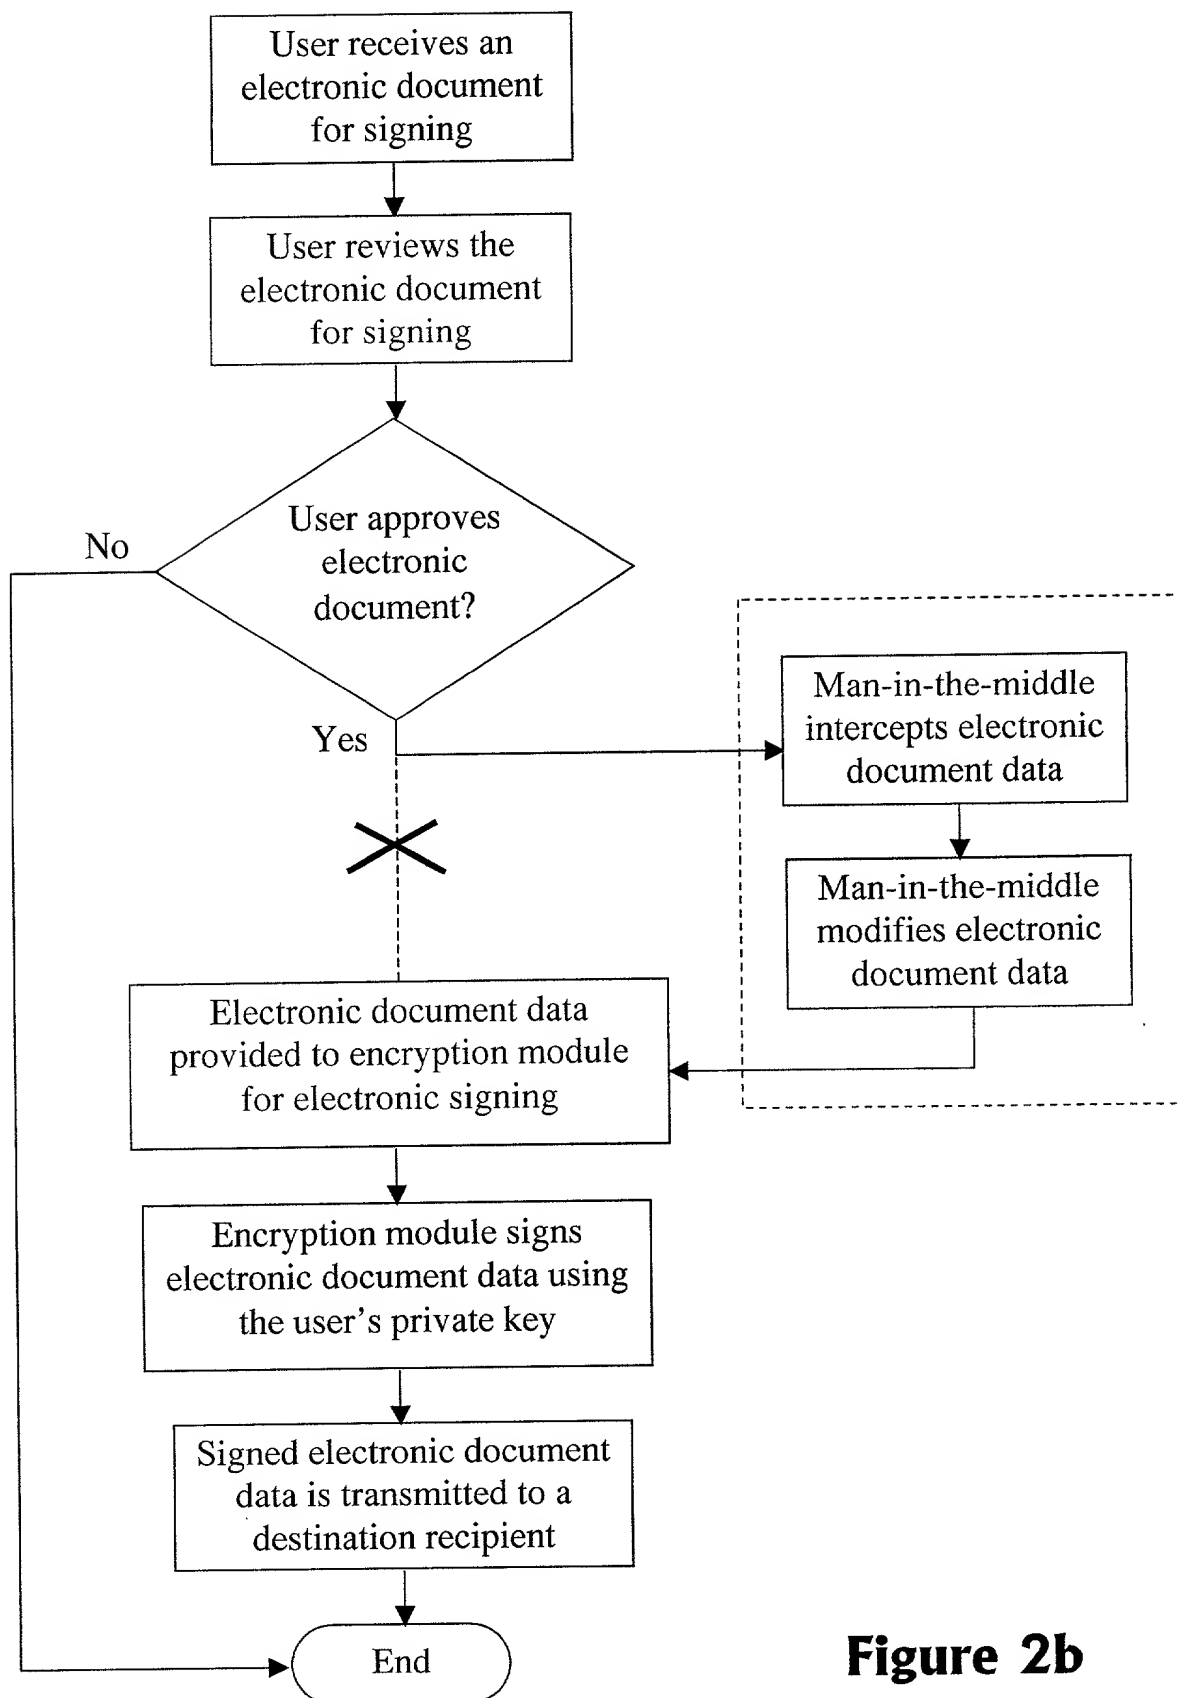 User receives an
electronic document
for signing
User reviews the
electronic document
for signing
User approves
electronic
document?
No
Yes
Man-in-the-middle
intercepts electronic
document data
Man-in-the-middle
modifies electronic
document data
Electronic document data
provided to encryption module
for electronic signing
Encryption module signs
electronic document data using
the user's private key
Signed electronic document
data is transmitted to a
destination recipient
End
Figure 2b